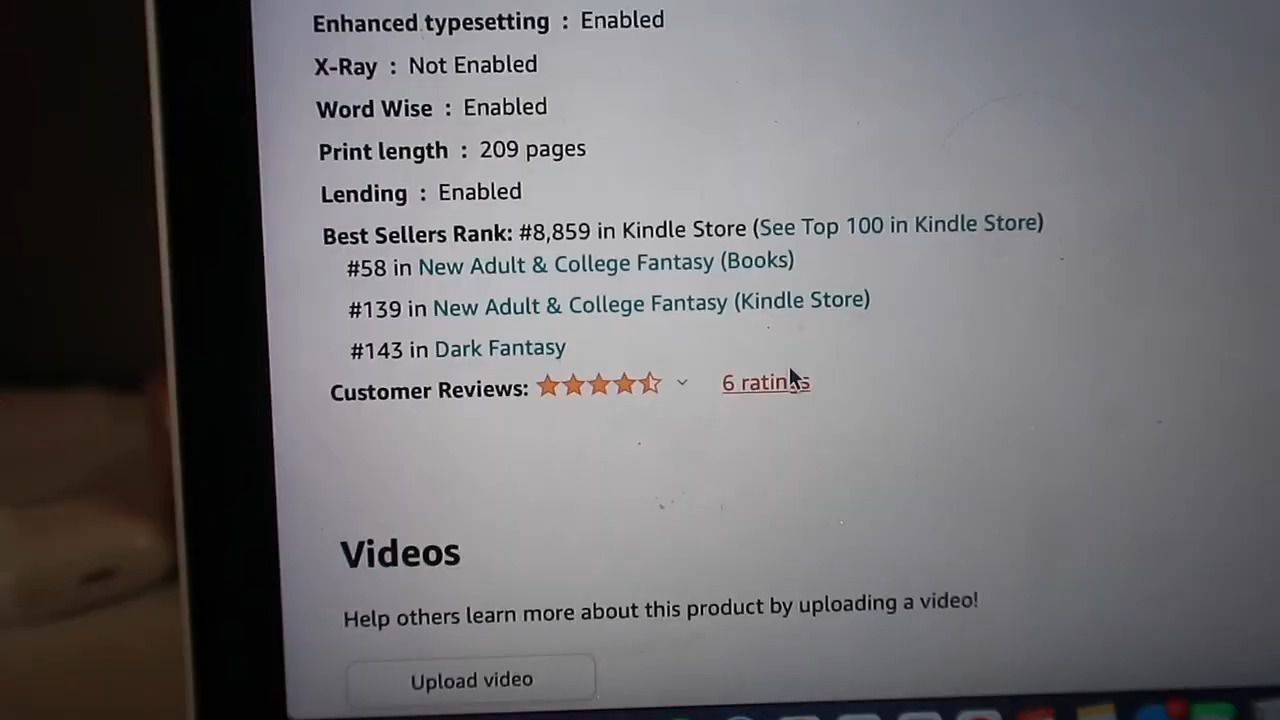 Enhanced typesetting : Enabled
X-Ray : Not Enabled
Word Wise : Enabled
Print length : 209 pages
Lending : Enabled
Best Sellers Rank: #8,859 in Kindle Store (See Top 100 in Kindle Store)
#58 in New Adult & College Fantasy (Books)
#139 in New Adult & College Fantasy (Kindle Store)
#143 in Dark Fantasy
Customer Reviews: 6 ratings
Videos
Help others learn more about this product by uploading a video!
Upload video